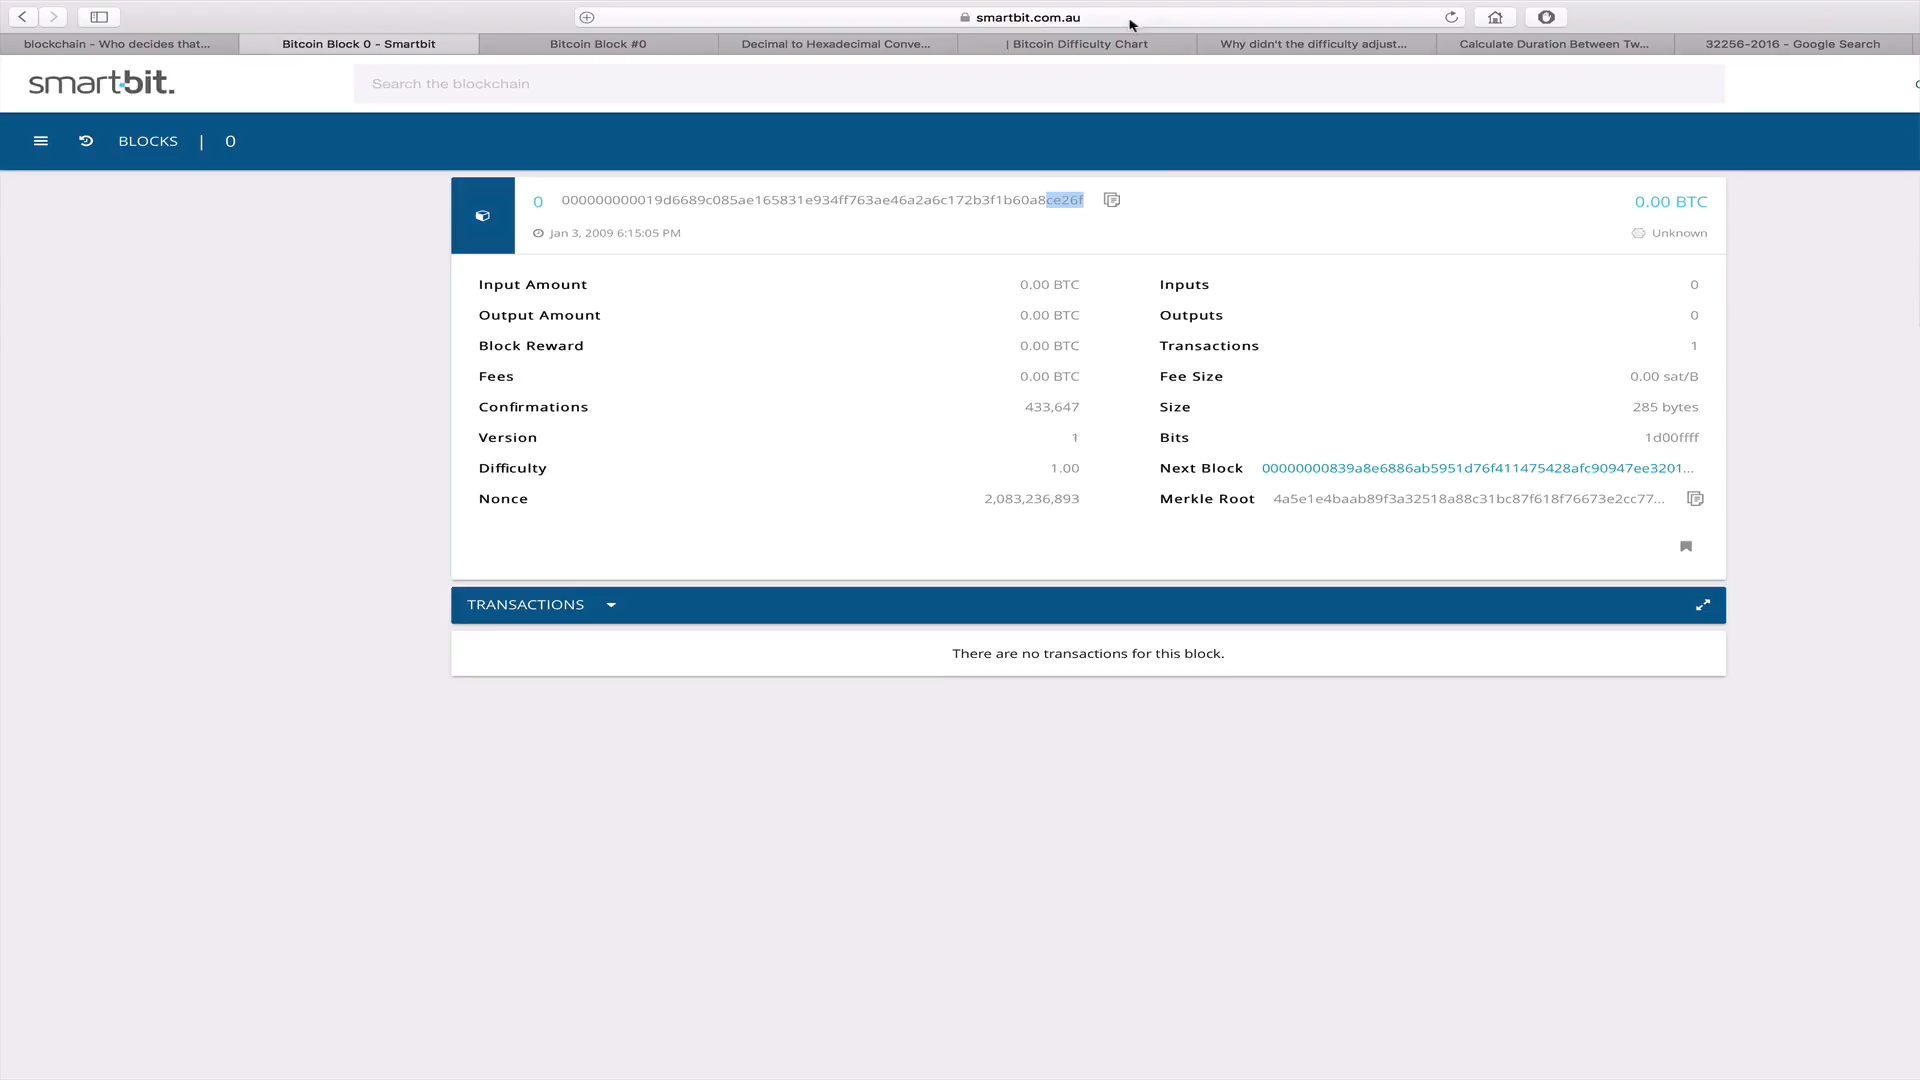 smartbit.com.au
blockchain - Who decides that...
Bitcoin Block 0 - Smartbit
Bitcoin Block #0
Decimal to Hexadecimal Conve...
| Bitcoin Difficulty Chart
Why didn't the difficulty adjust...
Calculate Duration Between Tw...
32256-2016 - Google Search
smartbit.
Search the blockchain
BLOCKS | 0
0 000000000019d6689c085ae165831e934ff763ae46a2a6c172b3f1b60a8ce26f
0.00 BTC
Jan 3, 2009 6:15:05 PM
Unknown
Input Amount 0.00 BTC
Output Amount 0.00 BTC
Block Reward 0.00 BTC
Fees 0.00 BTC
Confirmations 433,647
Version 1
Difficulty 1.00
Nonce 2,083,236,893
Inputs 0
Outputs 0
Transactions 1
Fee Size 0.00 sat/B
Size 285 bytes
Bits 1d00ffff
Next Block 00000000839a8e6886ab5951d76f411475428afc90947ee3201...
Merkle Root 4a5e1e4baab89f3a32518a88c31bc87f618f76673e2cc77...
TRANSACTIONS
There are no transactions for this block.